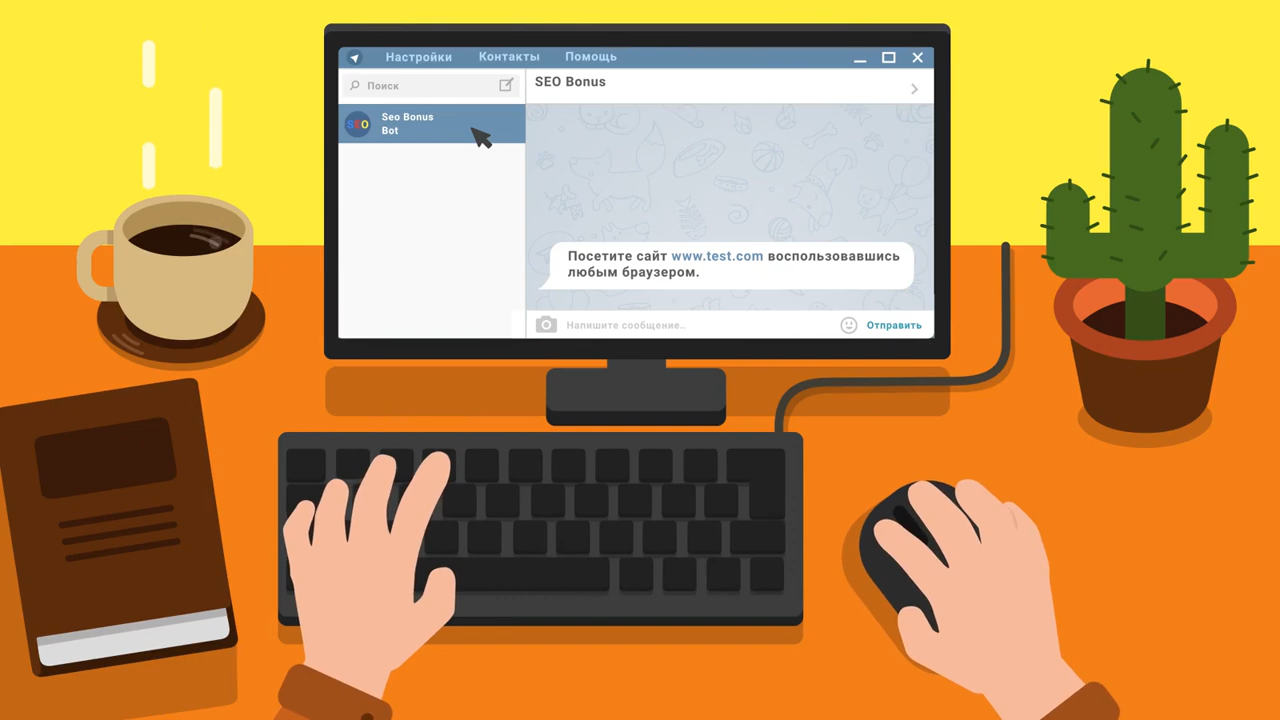 Настройки Контакты Помощь
Поиск
SEO Bonus
SEO
Seo Bonus
Bot
Посетите сайт www.test.com воспользовавшись
любым браузером.
Напишите сообщение..
Отправить